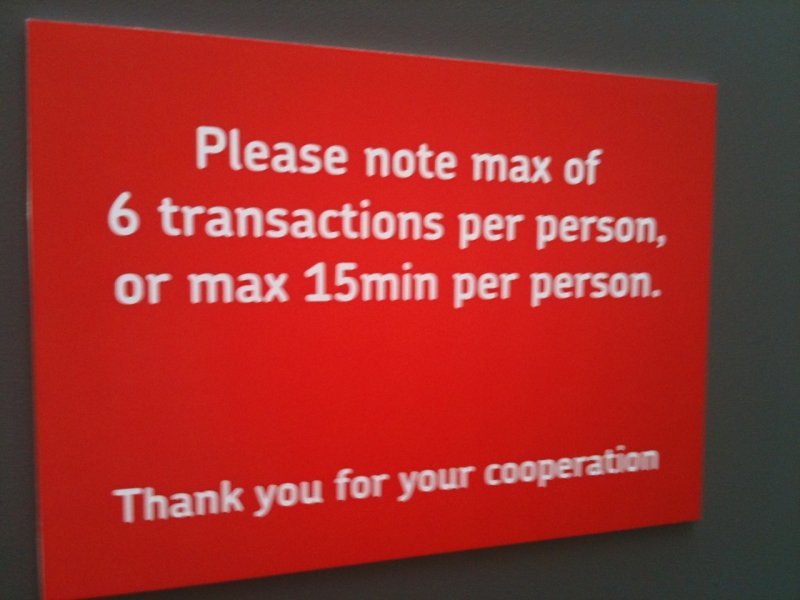 Please note max of
6 transactions per person,
or max 15min per person.
Thank you for your cooperation